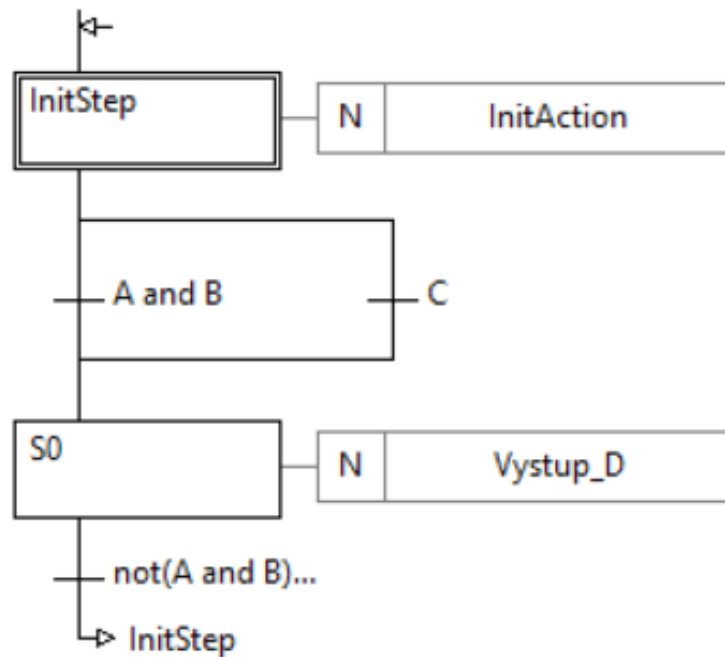 InitStep
N
InitAction
A and B
C
S0
N
Vystup_D
not(A and B)...
InitStep